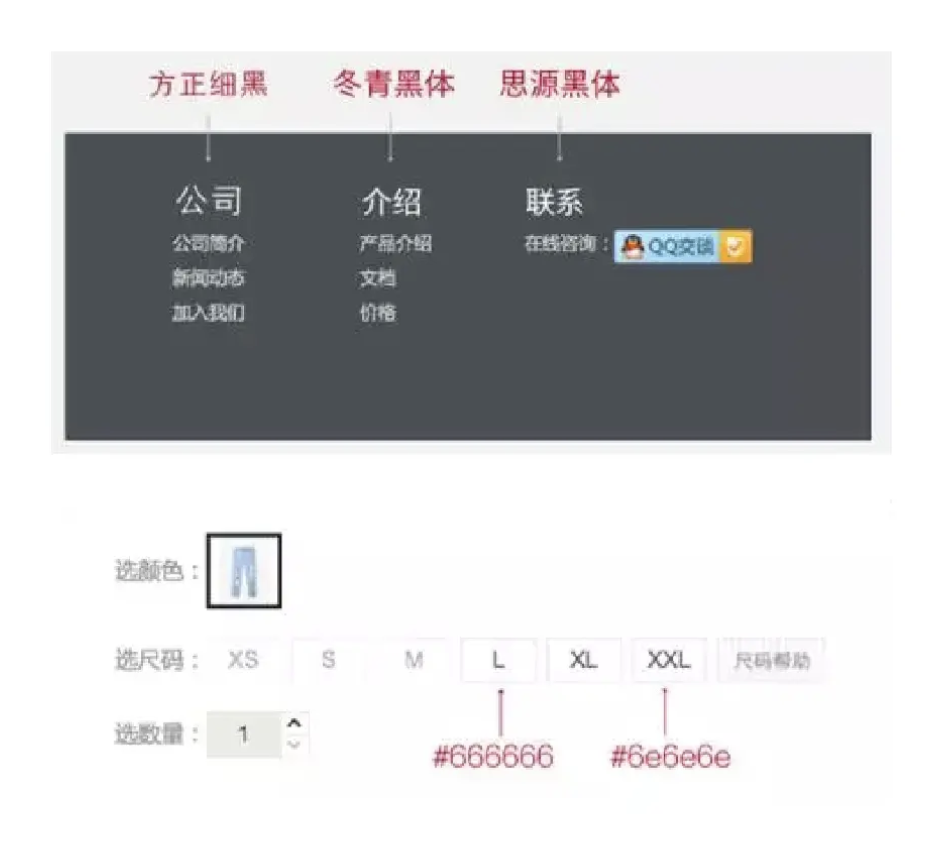 方正细黑 冬青黑体 思源黑体
公司 介绍 联系
公司简介 产品介绍 在线咨询： QQ交谈
新闻动态 文档
加入我们 价格
选颜色：
选尺码： XS S M L XL XXL 尺码帮助
选数量： 1
#666666 #6e6e6e